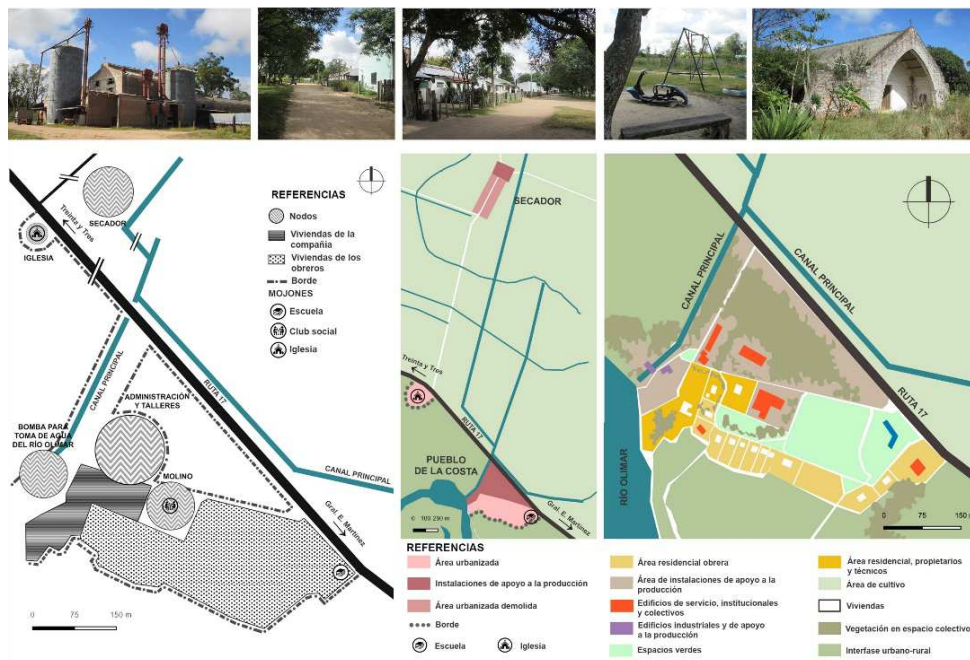 REFERENCIAS
Nodos
Viviendas de la
compañia
Viviendas de los
obreros
Borde
MOJONES
Escuela
Club social
Iglesia
SECADOR
Treinta y Tres
IGLESIA
CANAL PRINCIPAL
RUTA 17
ADMINISTRACIÓN
Y TALLERES
BOMBA PARA
TOMA DE AGUA
DEL RÍO OLIMAR
MOLINO
CANAL PRINCIPAL
Gral. E. Martínez
0 75 150 m
SECADOR
Treinta y Tres
RUTA 17
PUEBLO
DE LA COSTA
Gral. E. Martínez
REFERENCIAS
Área urbanizada
Instalaciones de apoyo a la producción
Área urbanizada demolida
Borde
Escuela
Iglesia
CANAL PRINCIPAL
CANAL PRINCIPAL
RUTA 17
RÍO OLIMAR
0 75 150 m
Área residencial obrera
Área de instalaciones de apoyo a la
producción
Edificios de servicio, institucionales
y colectivos
Edificios industriales y de apoyo
a la producción
Espacios verdes
Área residencial, propietarios
y técnicos
Área de cultivo
Viviendas
Vegetación en espacio colectivo
Interfase urbano-rural